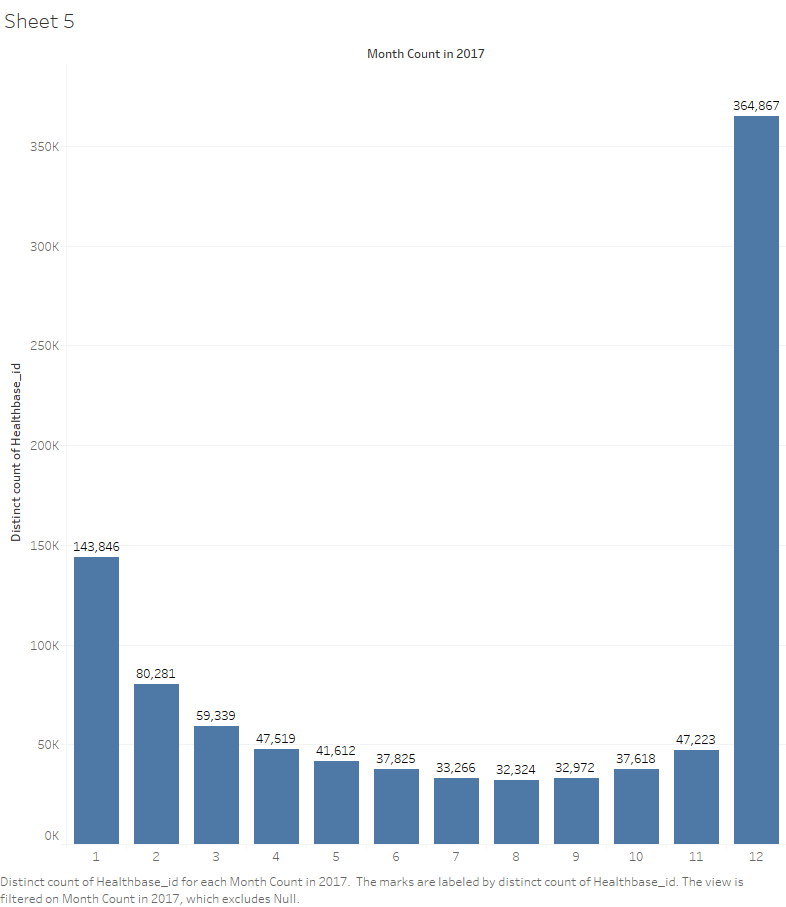 Sheet 5
Month Count in 2017
364,867
350K
300K
250K
Distinct count of Healthbase_id
200K
150K
143,846
100K
80,281
59,339
50K
47,519
41,612
37,825
33,266
32,324
32,972
37,618
47,223
0K
1 2 3 4 5 6 7 8 9 10 11 12
Distinct count of Healthbase_id for each Month Count in 2017.  The marks are labeled by distinct count of Healthbase_id. The view is
filtered on Month Count in 2017, which excludes Null.